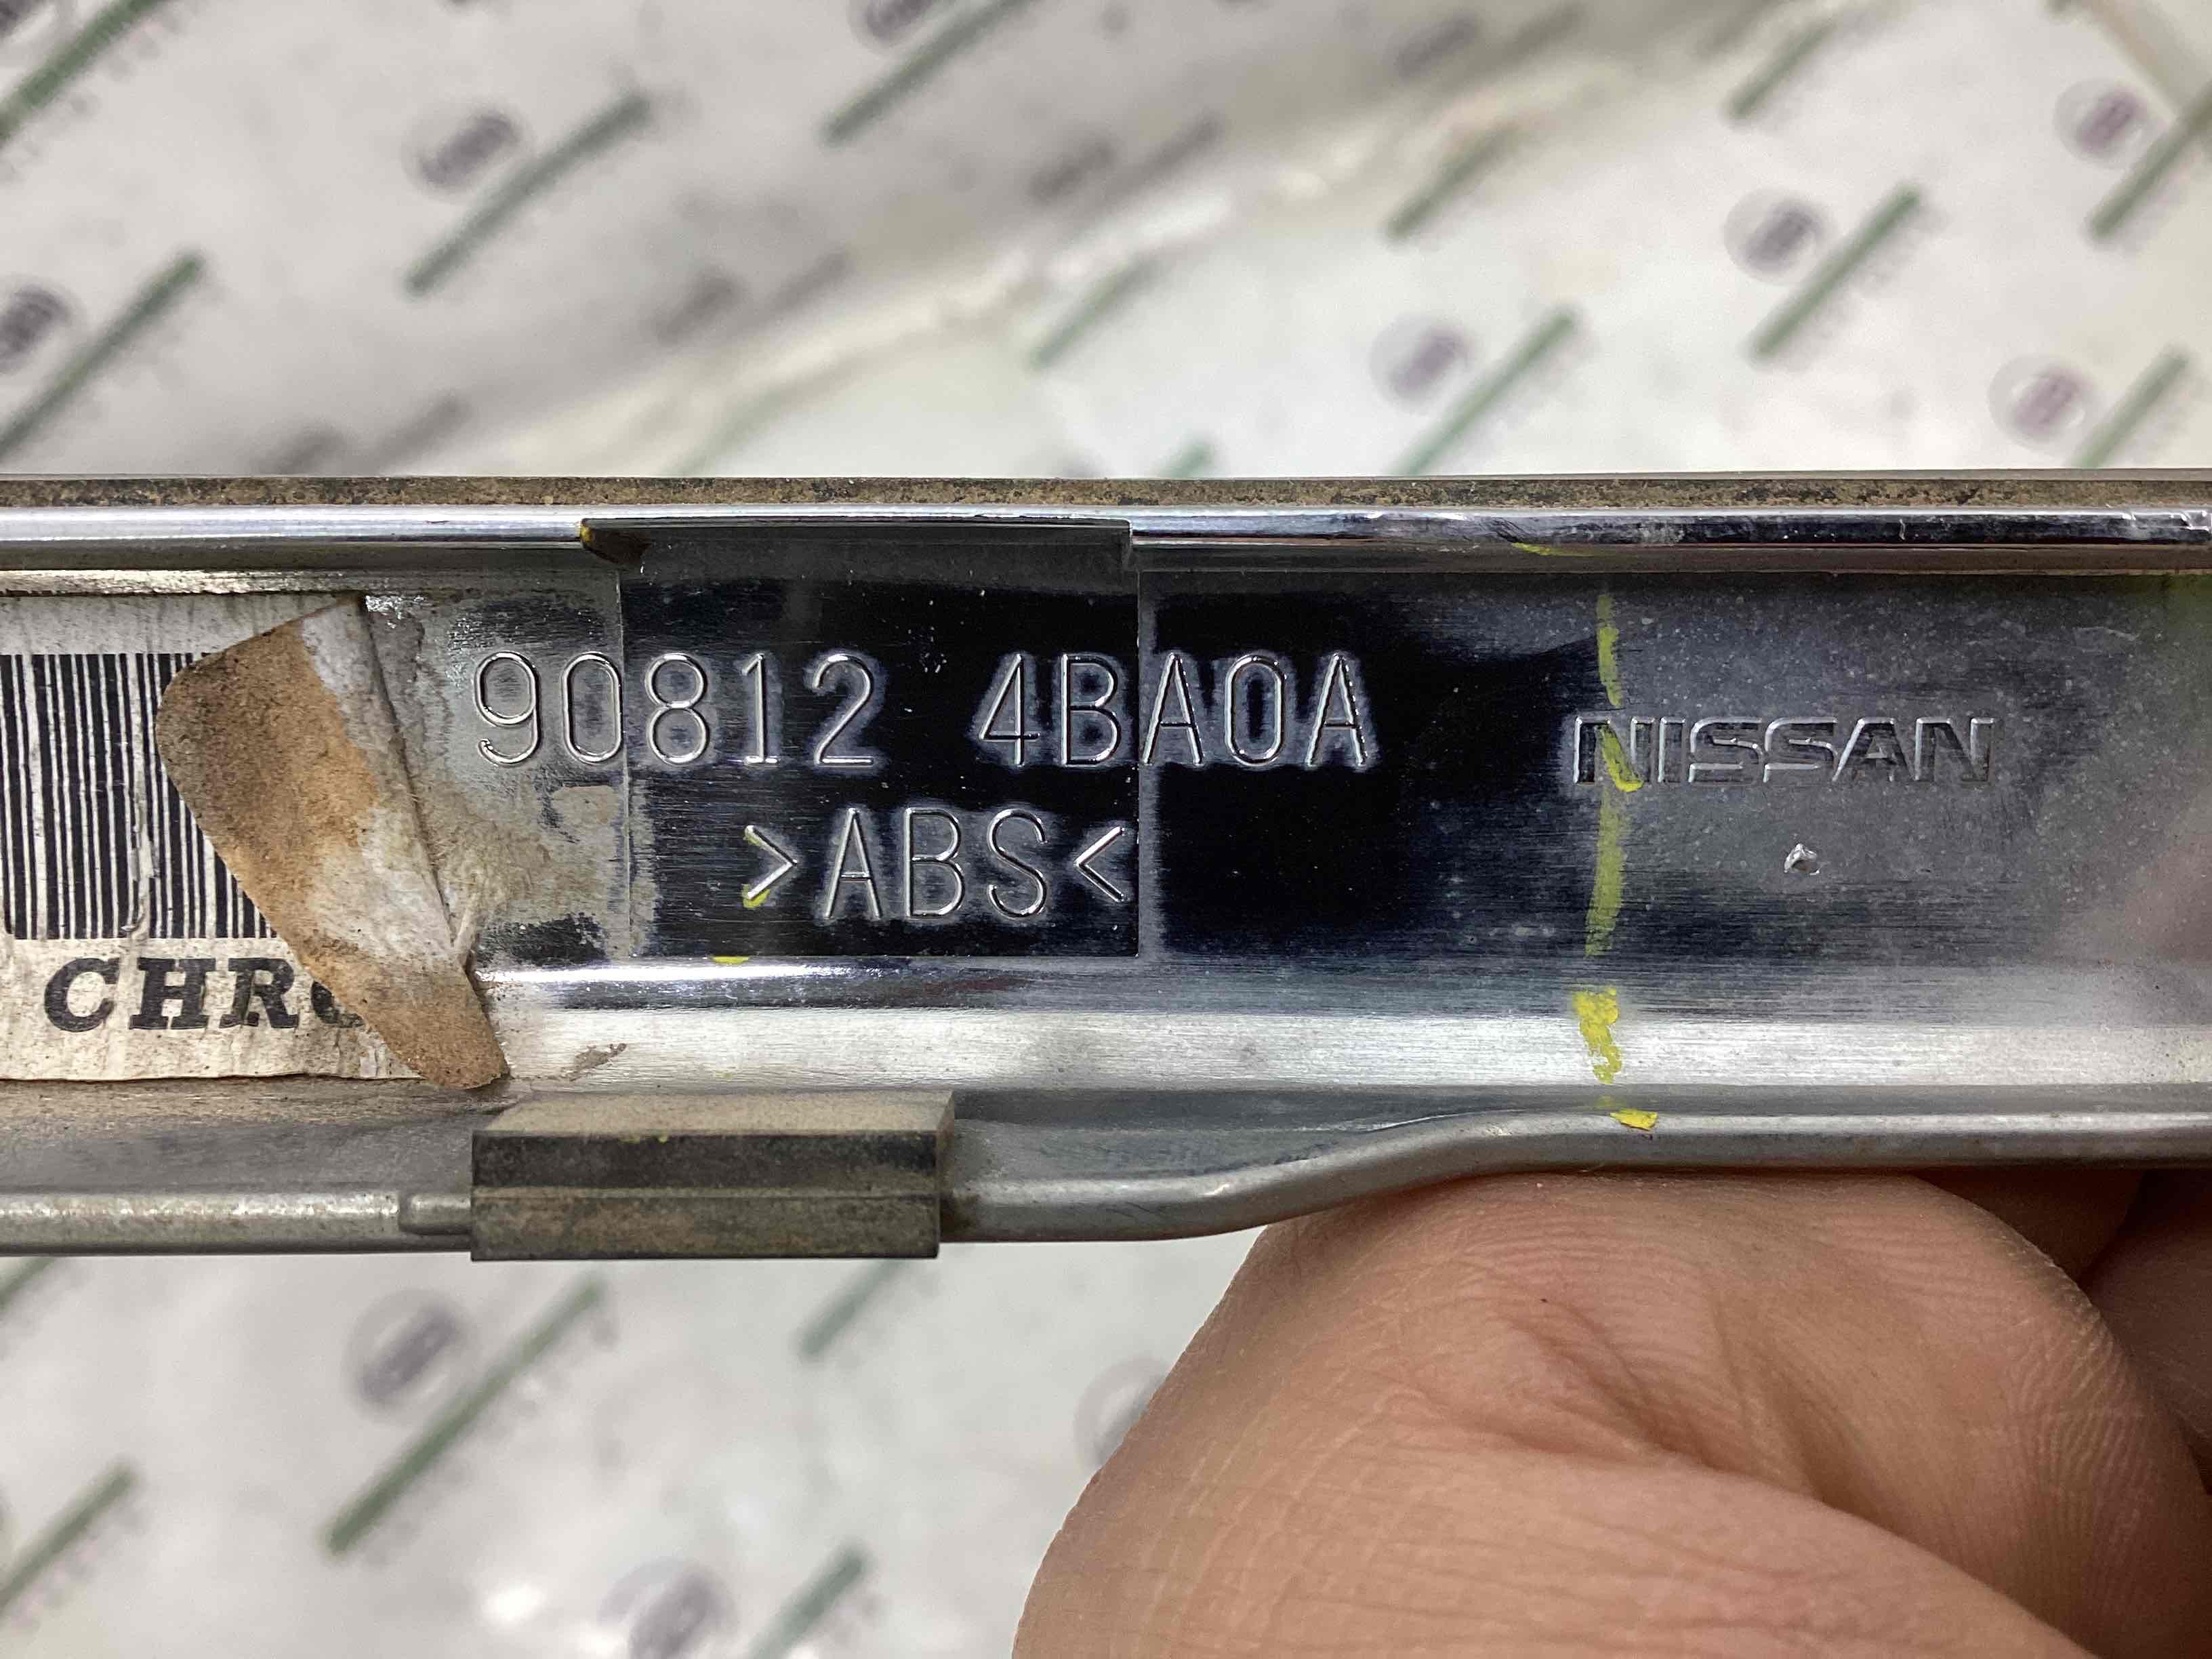 90812 4BA0A
NISSAN
>ABS<
CHR